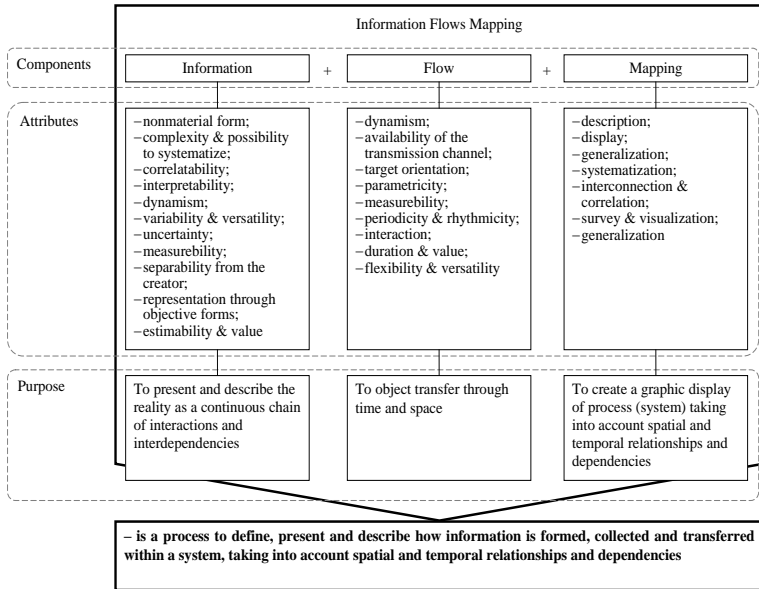 Information Flows Mapping
Components
Information
+
Flow
+
Mapping
Attributes
–nonmaterial form;
–complexity & possibility
to systematize;
–correlatability;
–interpretability;
–dynamism;
–variability & versatility;
–uncertainty;
–measurebility;
–separability from the
creator;
–representation through
objective forms;
–estimability & value
–dynamism;
–availability of the
transmission channel;
–target orientation;
–parametricity;
–measurebility;
–periodicity & rhythmicity;
–interaction;
–duration & value;
–flexibility & versatility
–description;
–display;
–generalization;
–systematization;
–interconnection &
correlation;
–survey & visualization;
–generalization
Purpose
To present and describe the
reality as a continuous chain
of interactions and
interdependencies
To object transfer through
time and space
To create a graphic display
of process (system) taking
into account spatial and
temporal relationships and
dependencies
– is a process to define, present and describe how information is formed, collected and transferred
within a system, taking into account spatial and temporal relationships and dependencies